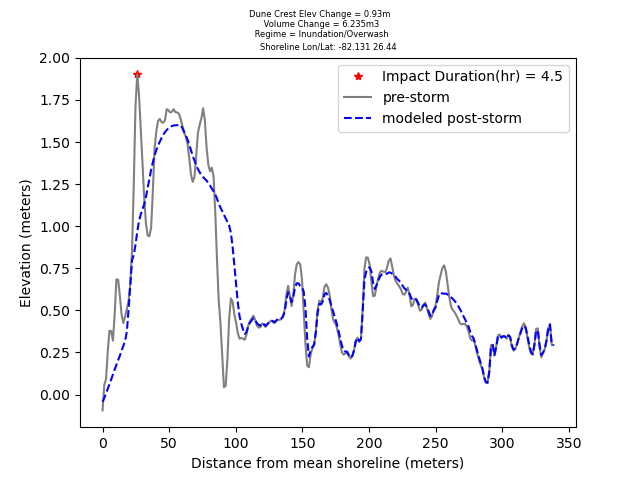 Dune Crest Elev Change = 0.93m
Volume Change = 6.235m3
Regime = Inundation/Overwash
Shoreline Lon/Lat: -82.131 26.44
Impact Duration(hr) = 4.5
pre-storm
modeled post-storm
Elevation (meters)
2.00
1.75
1.50
1.25
1.00
0.75
0.50
0.25
0.00
0 50 100 150 200 250 300 350
Distance from mean shoreline (meters)